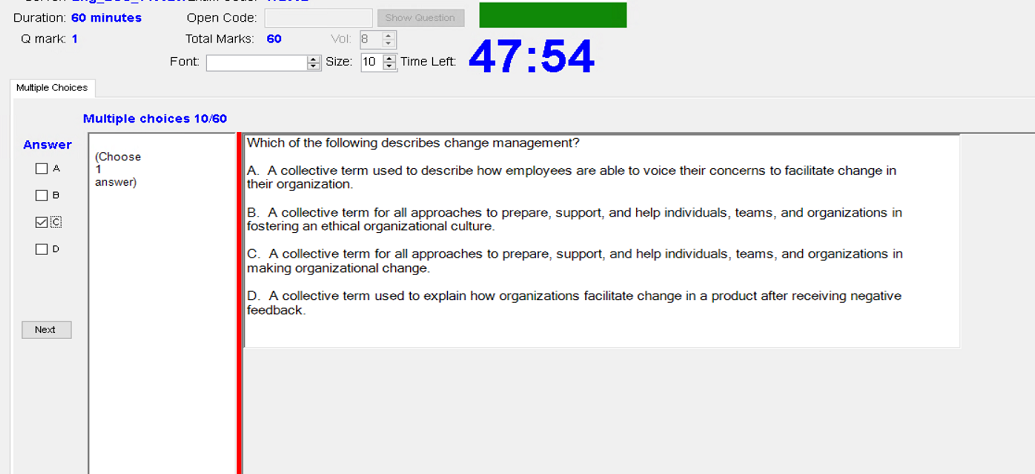 Duration: 60 minutes Open Code: Show Question
Q mark: 1 Total Marks: 60 Vol: 8
Font: Size: 10 Time Left: 47:54
Multiple Choices
Multiple choices 10/60
Answer
A
B
C
D
Next
(Choose
1
answer)
Which of the following describes change management?
A. A collective term used to describe how employees are able to voice their concerns to facilitate change in
their organization.
B. A collective term for all approaches to prepare, support, and help individuals, teams, and organizations in
fostering an ethical organizational culture.
C. A collective term for all approaches to prepare, support, and help individuals, teams, and organizations in
making organizational change.
D. A collective term used to explain how organizations facilitate change in a product after receiving negative
feedback.